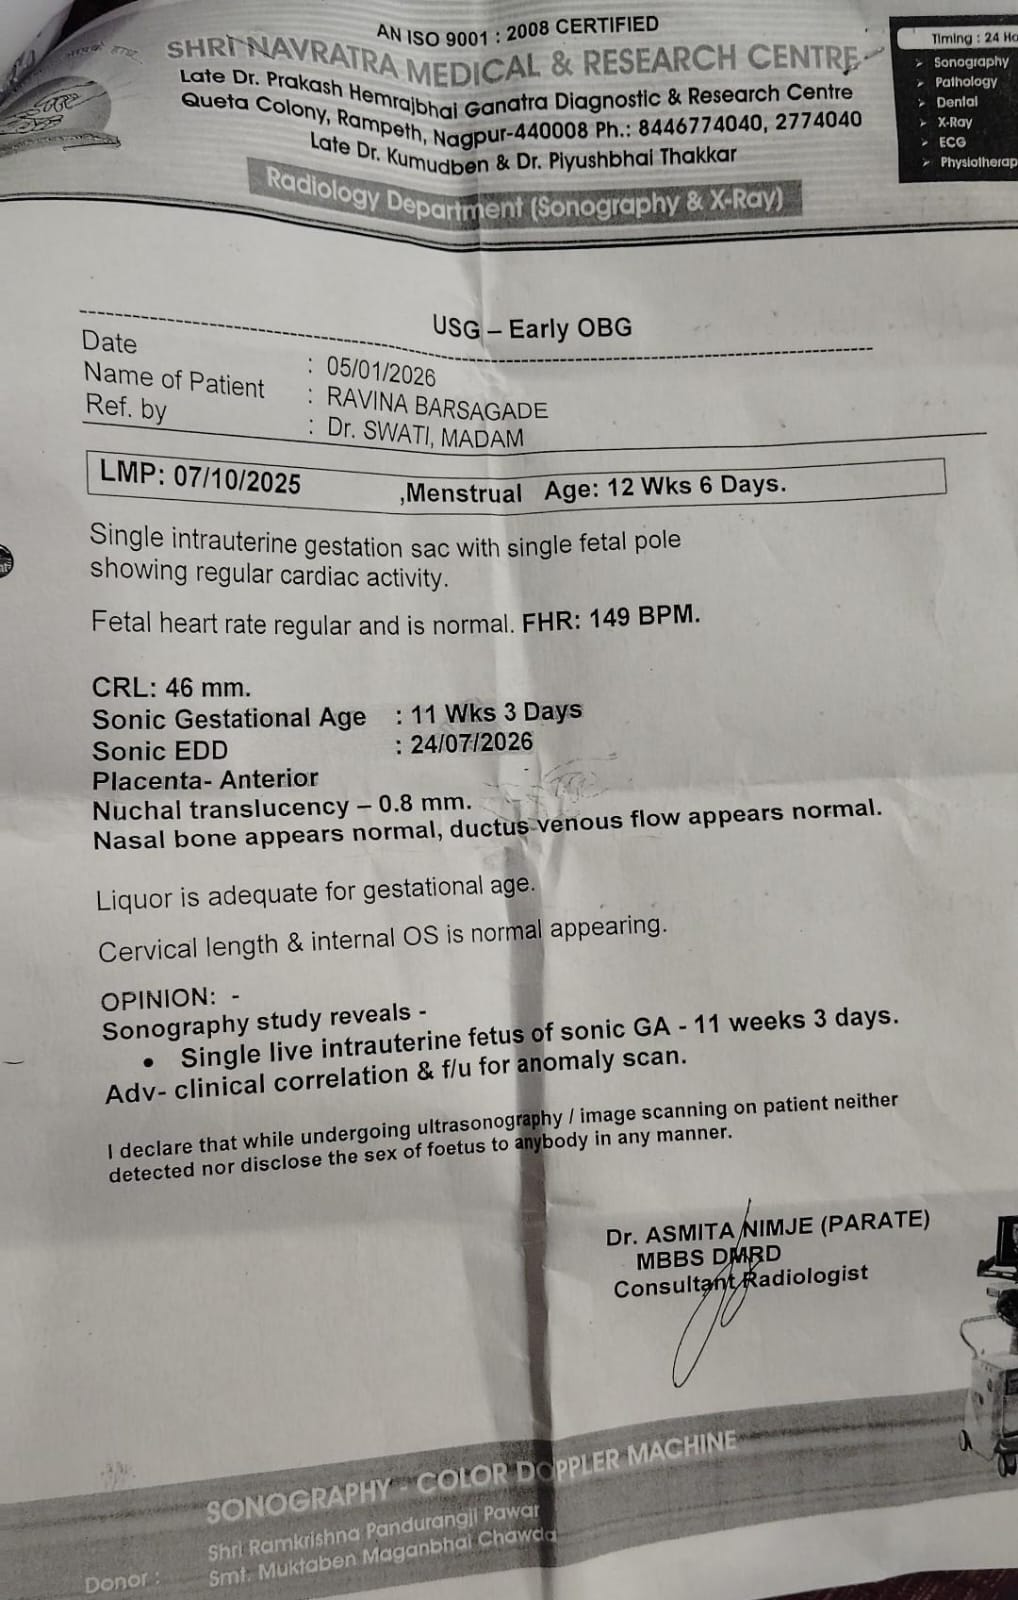 AN ISO 9001 : 2008 CERTIFIED
SHRI NAVRATRA MEDICAL & RESEARCH CENTRE
Late Dr. Prakash Hemrajbhai Ganatra Diagnostic & Research Centre
Queta Colony, Rampeth, Nagpur-440008 Ph.: 8446774040, 2774040
Late Dr. Kumudben & Dr. Piyushbhai Thakkar
Radiology Department (Sonography & X-Ray)
Timing : 24 Ho
➢ Sonography
➢ Pathology
➢ Dental
➢ X-Ray
➢ ECG
➢ Physiotherap
USG – Early OBG
Date : 05/01/2026
Name of Patient : RAVINA BARSAGADE
Ref. by : Dr. SWATI, MADAM
LMP: 07/10/2025 ,Menstrual Age: 12 Wks 6 Days.
Single intrauterine gestation sac with single fetal pole
showing regular cardiac activity.
Fetal heart rate regular and is normal. FHR: 149 BPM.
CRL: 46 mm.
Sonic Gestational Age : 11 Wks 3 Days
Sonic EDD : 24/07/2026
Placenta- Anterior
Nuchal translucency – 0.8 mm.
Nasal bone appears normal, ductus venous flow appears normal.
Liquor is adequate for gestational age.
Cervical length & internal OS is normal appearing.
OPINION: -
Sonography study reveals -
• Single live intrauterine fetus of sonic GA - 11 weeks 3 days.
Adv- clinical correlation & f/u for anomaly scan.
I declare that while undergoing ultrasonography / image scanning on patient neither
detected nor disclose the sex of foetus to anybody in any manner.
Dr. ASMITA NIMJE (PARATE)
MBBS DMRD
Consultant Radiologist
SONOGRAPHY - COLOR DOPPLER MACHINE
Shri Ramkrishna Pandurangji Pawar
Donor : Smt. Muktaben Maganbhai Chawda